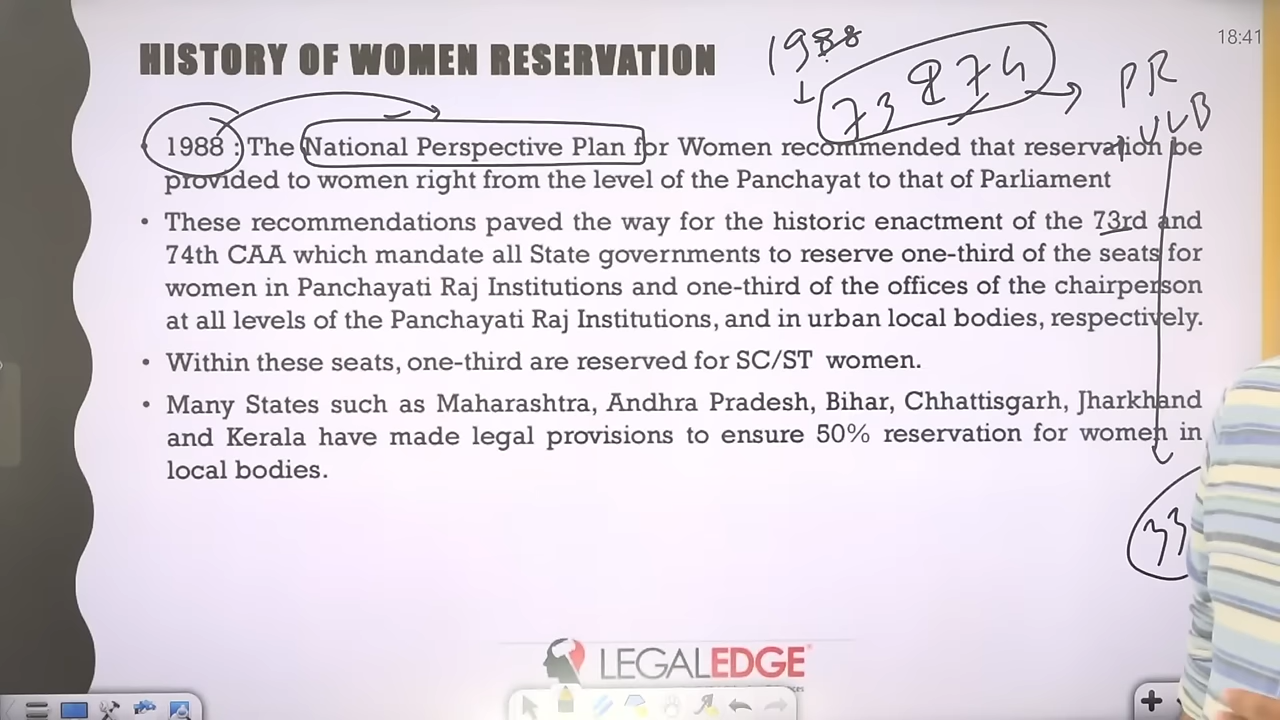 18:41
HISTORY OF WOMEN RESERVATION
1988
73 & 74
PR
ULB
1988 : The National Perspective Plan for Women recommended that reservation be
provided to women right from the level of the Panchayat to that of Parliament
• These recommendations paved the way for the historic enactment of the 73rd and
74th CAA which mandate all State governments to reserve one-third of the seats for
women in Panchayati Raj Institutions and one-third of the offices of the chairperson
at all levels of the Panchayati Raj Institutions, and in urban local bodies, respectively.
• Within these seats, one-third are reserved for SC/ST women.
• Many States such as Maharashtra, Andhra Pradesh, Bihar, Chhattisgarh, Jharkhand
and Kerala have made legal provisions to ensure 50% reservation for women in
local bodies.
33
LEGALEDGE